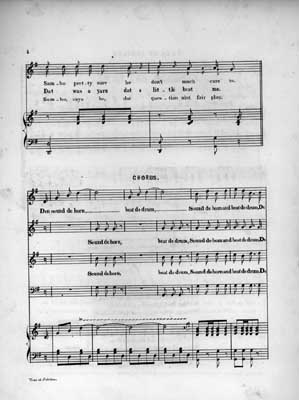 4
Sam - bo pret-ty nice he don't much care to.
Dat was a yarn dat a lit - tle beat me.
Sam - bo, says he, dat ques - tion aint fair play.
CHORUS.
Den sound de horn, beat de drum, Sound de horn and beat de drum, De
Sound de horn, beat de drum, Sound de horn and beat de drum, De
Sound de horn, beat de drum, Sound de horn and beat de drum, De